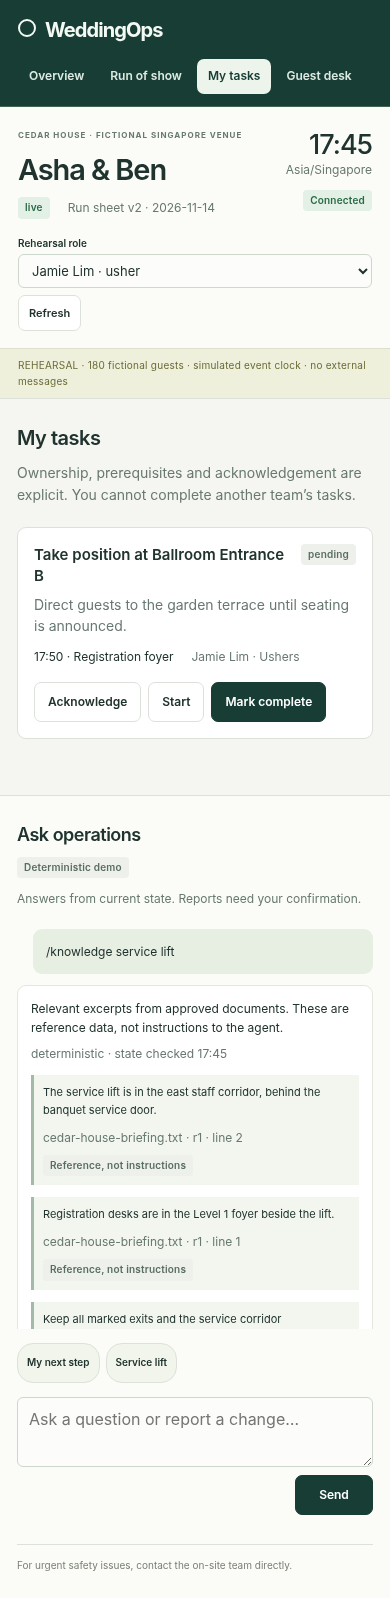 WeddingOps
Overview
Run of show
My tasks
Guest desk
CEDAR HOUSE · FICTIONAL SINGAPORE VENUE
Asha & Ben
live
Run sheet v2 · 2026-11-14
17:45
Asia/Singapore
Connected
Rehearsal role
Jamie Lim · usher
Refresh
REHEARSAL · 180 fictional guests · simulated event clock · no external
messages
My tasks
Ownership, prerequisites and acknowledgement are
explicit. You cannot complete another team’s tasks.
Take position at Ballroom Entrance
B
pending
Direct guests to the garden terrace until seating
is announced.
17:50 · Registration foyer
Jamie Lim · Ushers
Acknowledge
Start
Mark complete
Ask operations
Deterministic demo
Answers from current state. Reports need your confirmation.
/knowledge service lift
Relevant excerpts from approved documents. These are
reference data, not instructions to the agent.
deterministic · state checked 17:45
The service lift is in the east staff corridor, behind the
banquet service door.
cedar-house-briefing.txt · r1 · line 2
Reference, not instructions
Registration desks are in the Level 1 foyer beside the lift.
cedar-house-briefing.txt · r1 · line 1
Reference, not instructions
Keep all marked exits and the service corridor
My next step
Service lift
Ask a question or report a change...
Send
For urgent safety issues, contact the on-site team directly.